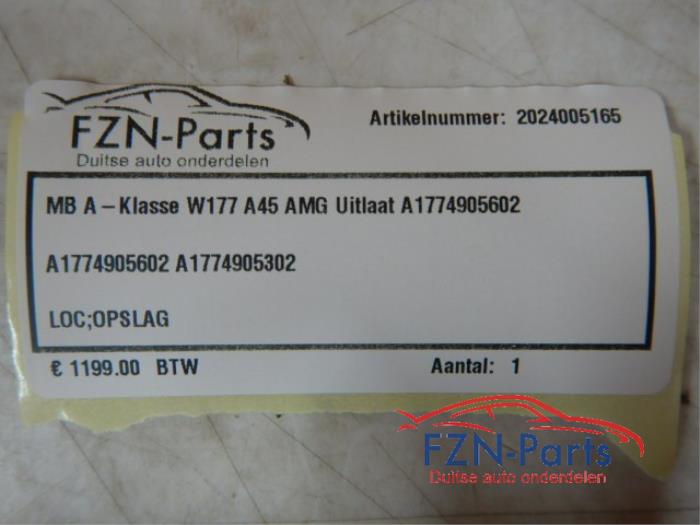 FZN-Parts
Duitse auto onderdelen
Artikelnummer: 2024005165
MB A-Klasse W177 A45 AMG Uitlaat A1774905602
A1774905602 A1774905302
LOC;OPSLAG
€ 1199.00 BTW
Aantal: 1
FZN-Parts
Duitse auto onderdelen